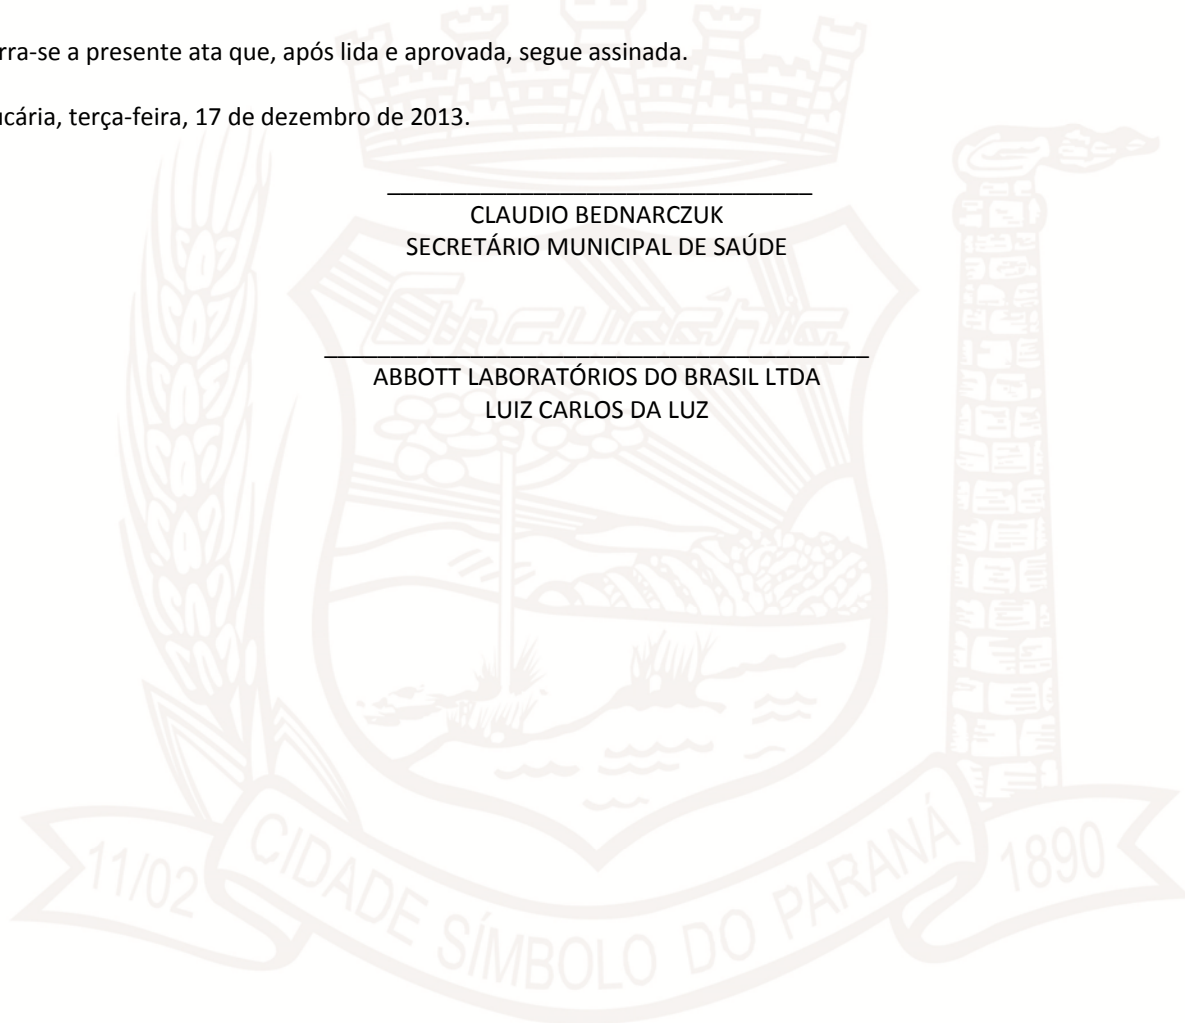 rra-se a presente ata que, após lida e aprovada, segue assinada.
ucária, terça-feira, 17 de dezembro de 2013.
CLAUDIO BEDNARCZUK
SECRETÁRIO MUNICIPAL DE SAÚDE
Araucária
ABBOTT LABORATÓRIOS DO BRASIL LTDA
LUIZ CARLOS DA LUZ
11/02
CIDADE SÍMBOLO DO PARANÁ
1890